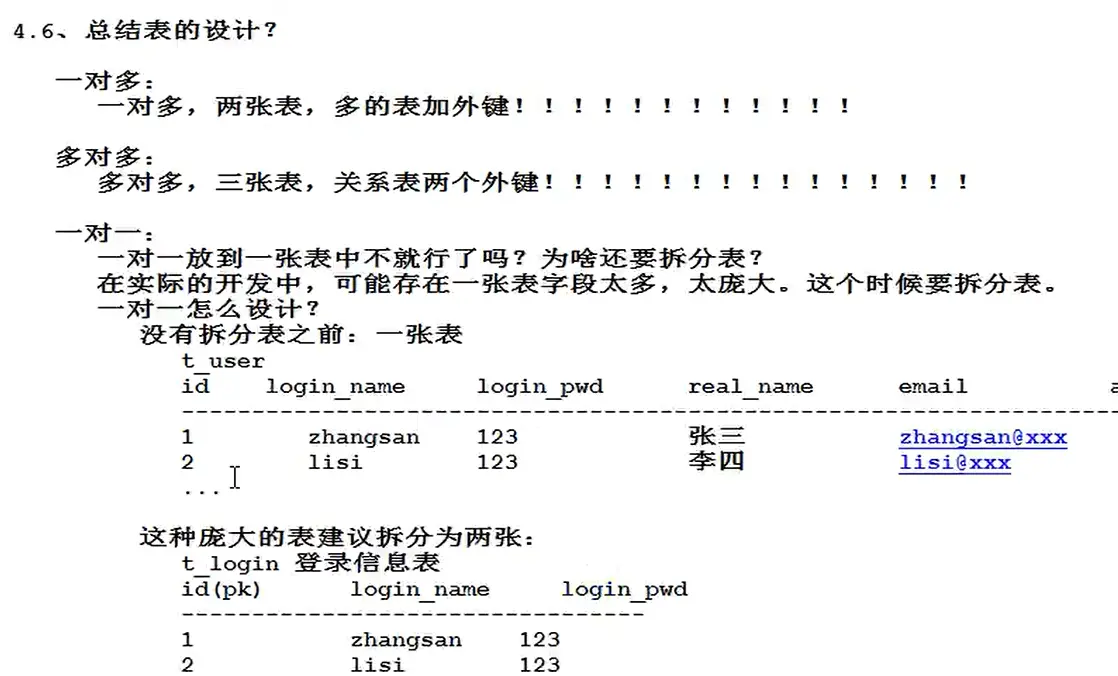 4.6、总结表的设计？
一对多：
一对多，两张表，多的表加外键！！！！！！！！！！！！
多对多：
多对多，三张表，关系表两个外键！！！！！！！！！！！！！！！
一对一：
一对一放到一张表中不就行了吗？为啥还要拆分表？
在实际的开发中，可能存在一张表字段太多，太庞大。这个时候要拆分表。
一对一怎么设计？
没有拆分表之前：一张表
t_user
id login_name login_pwd real_name email
----------------------------------------------------------------------
1 zhangsan 123 张三 zhangsan@xxx
2 lisi 123 李四 lisi@xxx
...
这种庞大的表建议拆分为两张：
t_login 登录信息表
id(pk) login_name login_pwd
---------------------------------
1 zhangsan 123
2 lisi 123